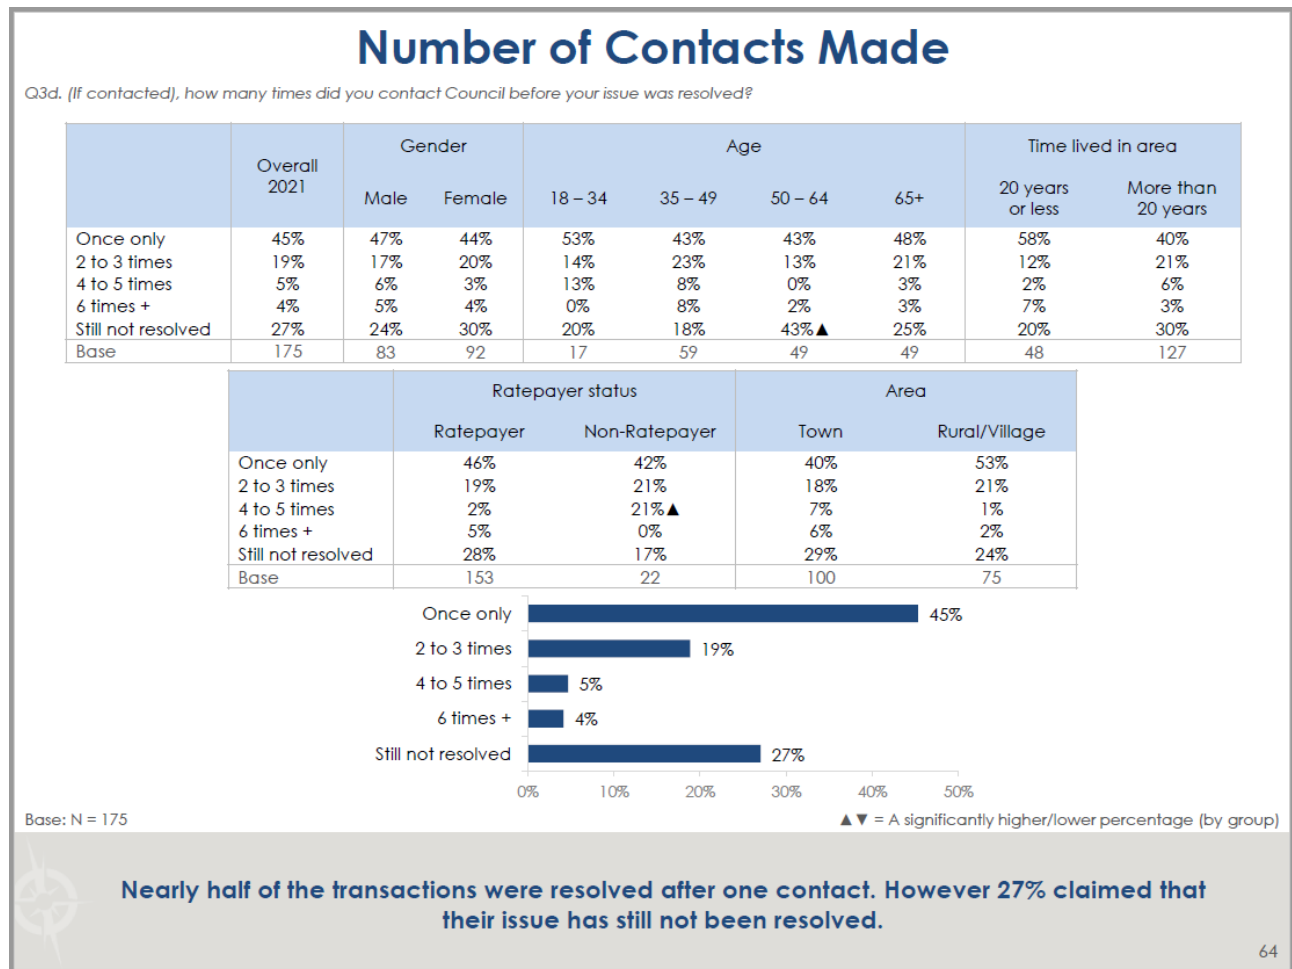 Number of Contacts Made
Q3d. (If contacted), how many times did you contact Council before your issue was resolved?
Overall 2021 Gender Age Time lived in area
Male Female 18 – 34 35 – 49 50 – 64 65+ 20 years or less More than 20 years
Once only 45% 47% 44% 53% 43% 43% 48% 58% 40%
2 to 3 times 19% 17% 20% 14% 23% 13% 21% 12% 21%
4 to 5 times 5% 6% 3% 13% 8% 0% 3% 2% 6%
6 times + 4% 5% 4% 0% 8% 2% 3% 7% 3%
Still not resolved 27% 24% 30% 20% 18% 43%▲ 25% 20% 30%
Base 175 83 92 17 59 49 49 48 127
Ratepayer status Area
Ratepayer Non-Ratepayer Town Rural/Village
Once only 46% 42% 40% 53%
2 to 3 times 19% 21% 18% 21%
4 to 5 times 2% 21%▲ 7% 1%
6 times + 5% 0% 6% 2%
Still not resolved 28% 17% 29% 24%
Base 153 22 100 75
Once only 45%
2 to 3 times 19%
4 to 5 times 5%
6 times + 4%
Still not resolved 27%
0% 10% 20% 30% 40% 50%
Base: N = 175
▲▼ = A significantly higher/lower percentage (by group)
Nearly half of the transactions were resolved after one contact. However 27% claimed that
their issue has still not been resolved.
64